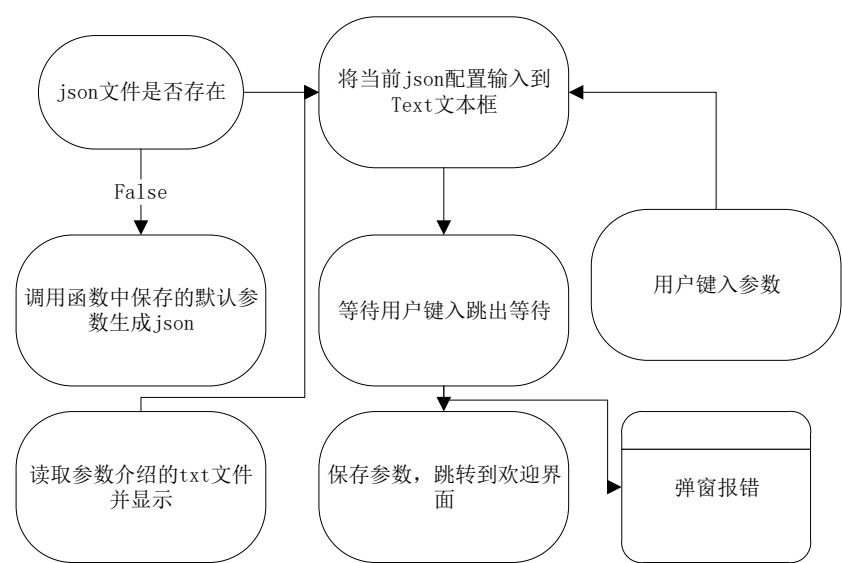 json文件是否存在
将当前json配置输入到
Text文本框
False
调用函数中保存的默认参
数生成json
等待用户键入跳出等待
用户键入参数
读取参数介绍的txt文件
并显示
保存参数，跳转到欢迎界
面
弹窗报错